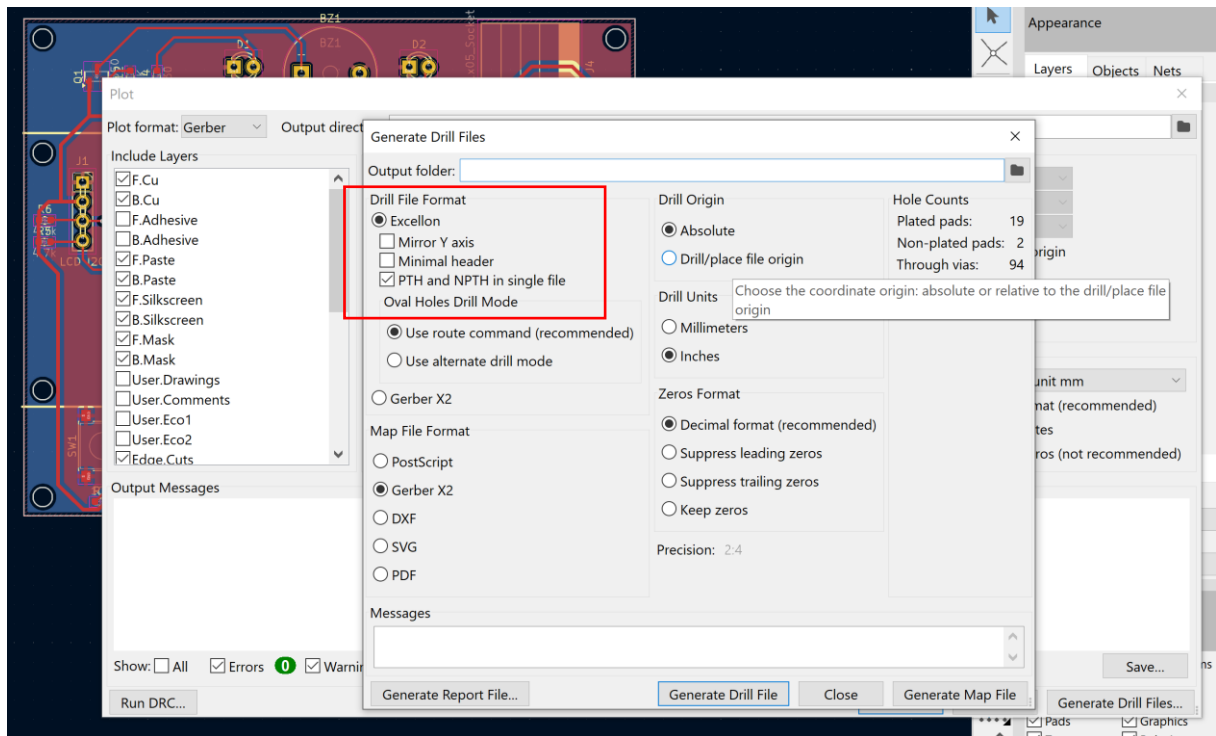 BZ1
D1
BZ1
D2
x05_Socket
J4
Q1
J1
R6
R5
LCD
SW1
Appearance
Layers Objects Nets
Plot
Plot format: Gerber Output direct
Include Layers
F.Cu
B.Cu
F.Adhesive
B.Adhesive
F.Paste
B.Paste
F.Silkscreen
B.Silkscreen
F.Mask
B.Mask
User.Drawings
User.Comments
User.Eco1
User.Eco2
Edge.Cuts
Output Messages
Show: All Errors 0 Warnin
Run DRC...
Generate Drill Files
Output folder:
Drill File Format
Excellon
Mirror Y axis
Minimal header
PTH and NPTH in single file
Oval Holes Drill Mode
Use route command (recommended)
Use alternate drill mode
Gerber X2
Map File Format
PostScript
Gerber X2
DXF
SVG
PDF
Drill Origin
Absolute
Drill/place file origin
Drill Units
Millimeters
Inches
Zeros Format
Decimal format (recommended)
Suppress leading zeros
Suppress trailing zeros
Keep zeros
Precision: 2:4
Hole Counts
Plated pads: 19
Non-plated pads: 2
Through vias: 94
Choose the coordinate origin: absolute or relative to the drill/place file
origin
Messages
Generate Report File...
Generate Drill File
Close
Generate Map File
origin
unit mm
mat (recommended)
tes
ros (not recommended)
Save...
ns
Generate Drill Files...
Pads Graphics